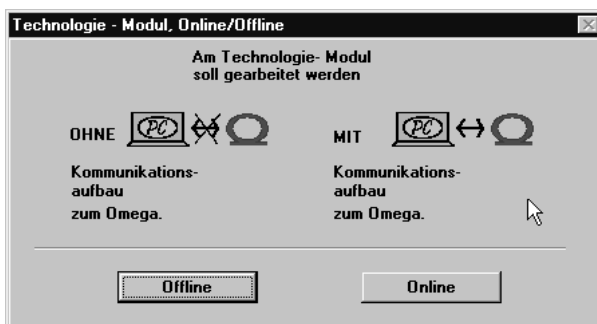 Technologie - Modul, Online/Offline
Am Technologie- Modul
soll gearbeitet werden
OHNE PC
MIT PC
Kommunikations-
aufbau
zum Omega.
Kommunikations-
aufbau
zum Omega.
Offline
Online